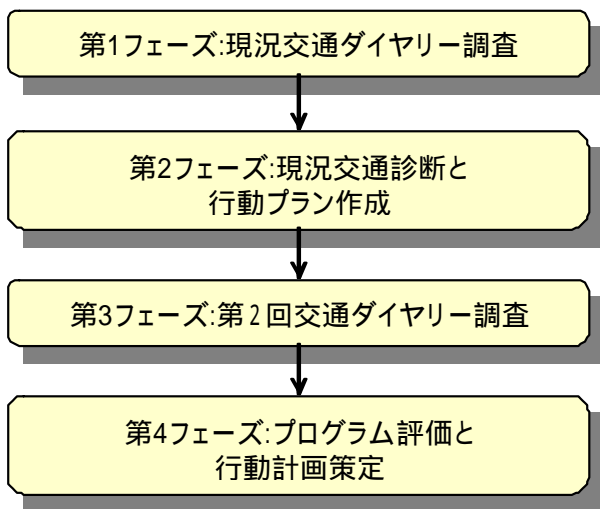 第1フェーズ:現況交通ダイヤリー調査
第2フェーズ:現況交通診断と
行動プラン作成
第3フェーズ:第2回交通ダイヤリー調査
第4フェーズ:プログラム評価と
行動計画策定